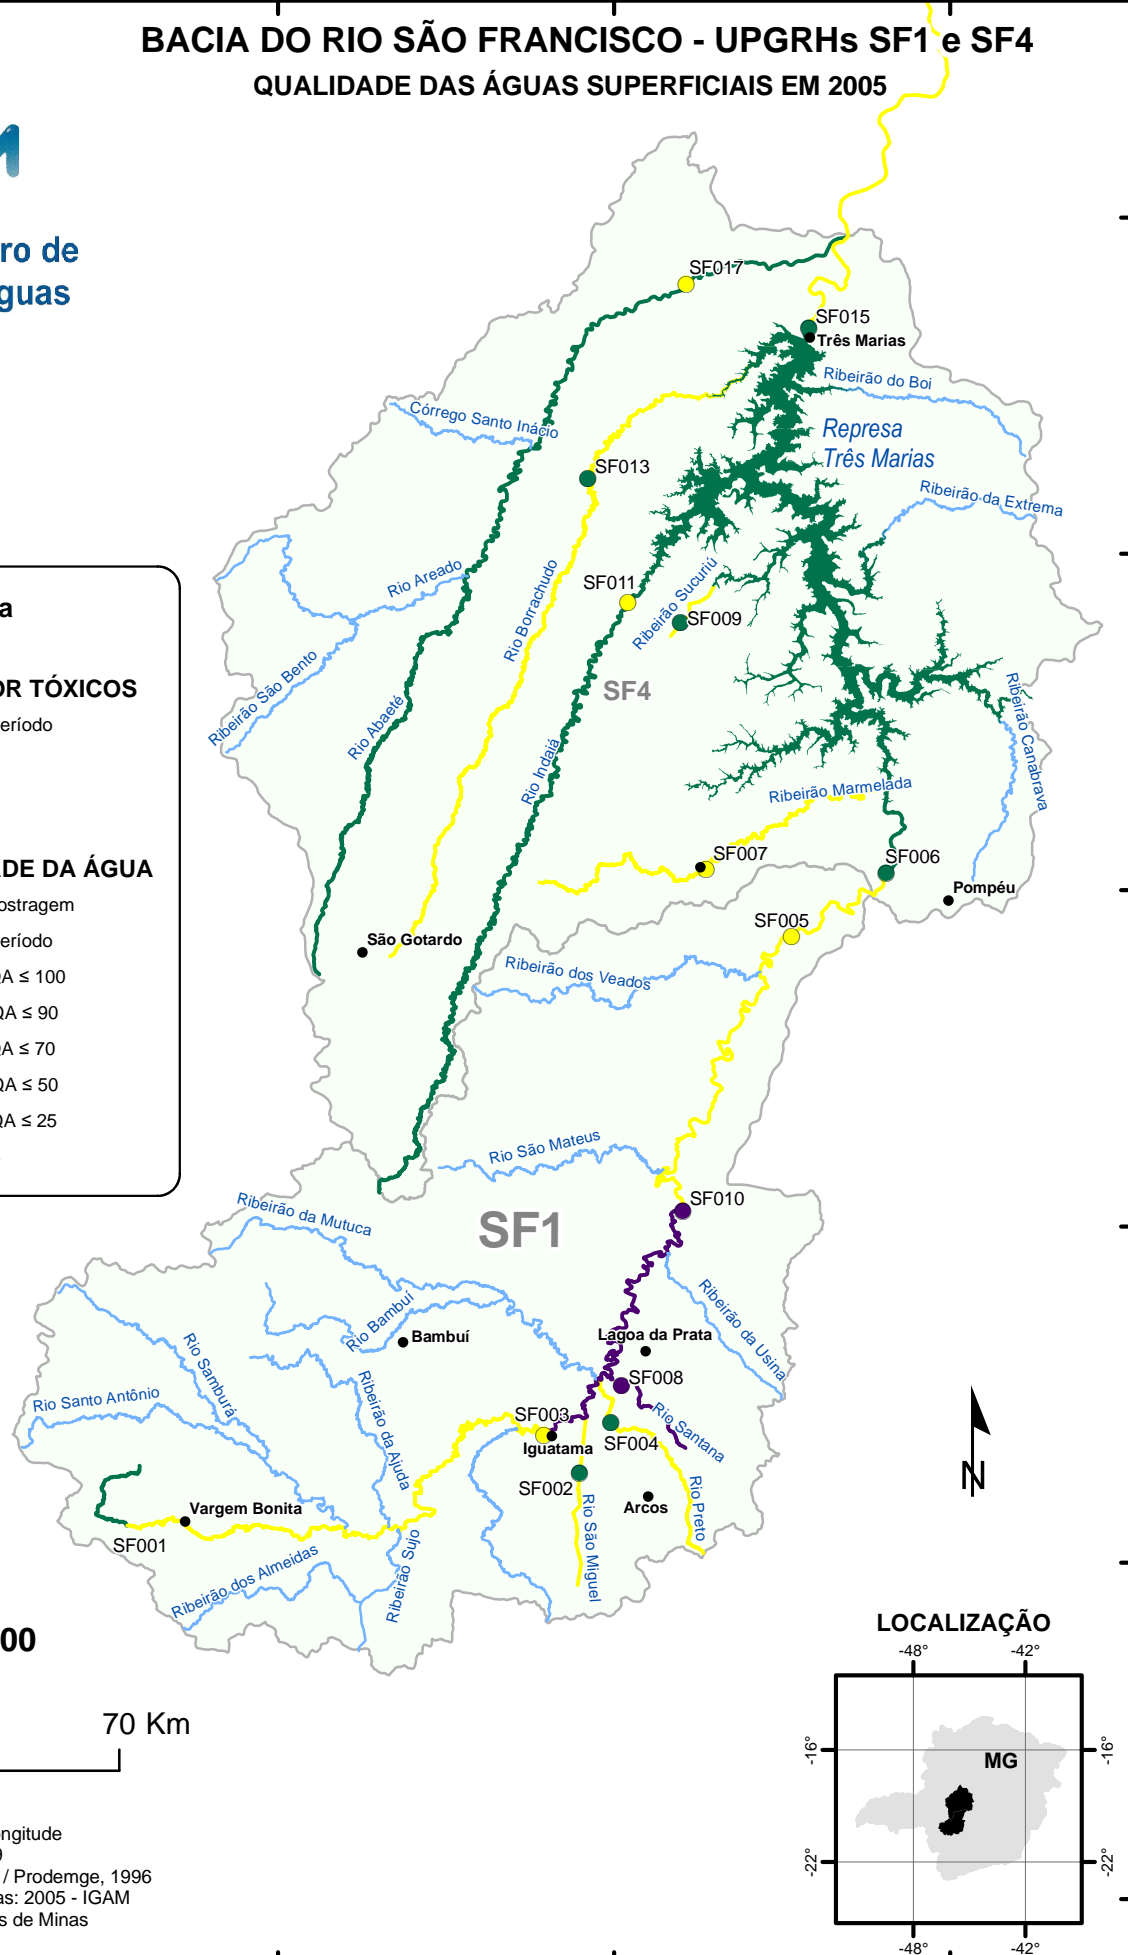 BACIA DO RIO SÃO FRANCISCO - UPGRHs SF1 e SF4
QUALIDADE DAS ÁGUAS SUPERFICIAIS EM 2005
M
ro de
guas
SF017
SF015
Três Marias
Ribeirão do Boi
Represa
Três Marias
Córrego Santo Inácio
SF013
Ribeirão da Extrema
Rio Areado
Rio Borrachudo
SF011
Ribeirão Sucuriú
SF009
SF4
Ribeirão São Bento
Rio Abaeté
Rio Indaiá
Ribeirão Canabrava
Ribeirão Marmelada
SF007
SF006
Pompéu
SF005
São Gotardo
Ribeirão dos Veados
a
OR TÓXICOS
eríodo
ADE DA ÁGUA
ostragem
eríodo
QA ≤ 100
QA ≤ 90
QA ≤ 70
QA ≤ 50
QA ≤ 25
Rio São Mateus
SF010
Ribeirão da Mutuca
SF1
Ribeirão da Usina
Rio Bambuí
Bambuí
Lagoa da Prata
Rio Samburá
SF008
Rio Santo Antônio
Ribeirão da Ajuda
SF003
Rio Santana
Iguatama
SF004
SF002
Rio Preto
Arcos
Vargem Bonita
SF001
Rio São Miguel
Ribeirão Sujo
Ribeirão dos Almeidas
N
00
70 Km
LOCALIZAÇÃO
-48°
-42°
-16°
-16°
MG
-22°
-22°
-48°
-42°
ongitude
9
/ Prodemge, 1996
as: 2005 - IGAM
s de Minas